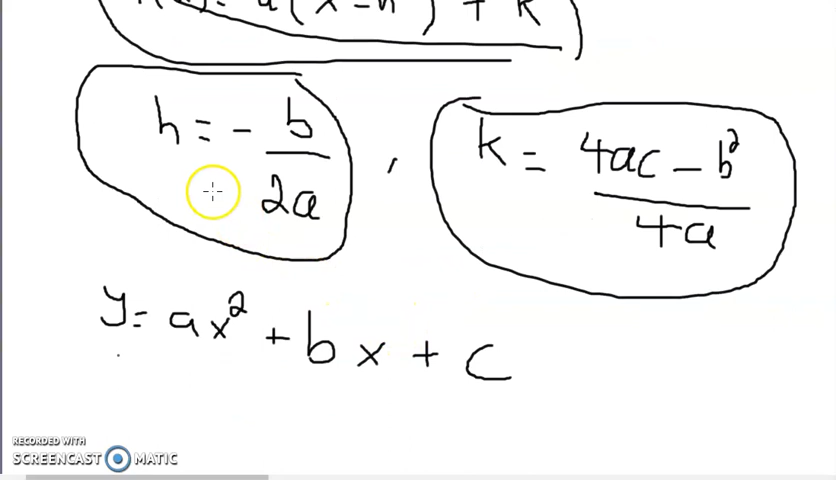 a(x-h) + k
h = - b/2a , k = 4ac - b²/4a
y = ax² + bx + c
RECORDED WITH
SCREENCAST MATIC